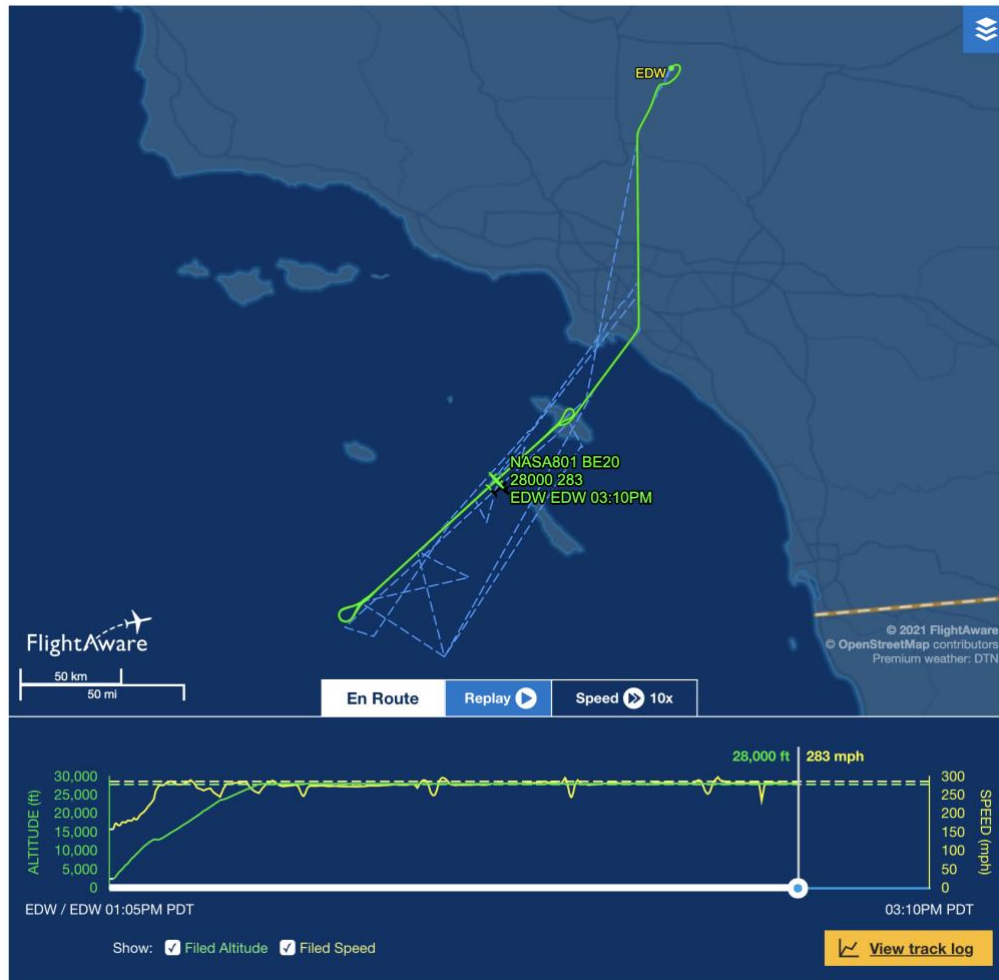 EDW
NASA801 BE20
28000 283
EDW EDW 03:10PM
FlightAware
50 km
50 mi
© 2021 FlightAware
© OpenStreetMap contributors
Premium weather: DTN
En Route
Replay
Speed 10x
28,000 ft 283 mph
ALTITUDE (ft)
30,000
25,000
20,000
15,000
10,000
5,000
0
300
250
200
150
100
50
0
SPEED (mph)
EDW / EDW 01:05PM PDT
03:10PM PDT
Show: Filed Altitude Filed Speed
View track log